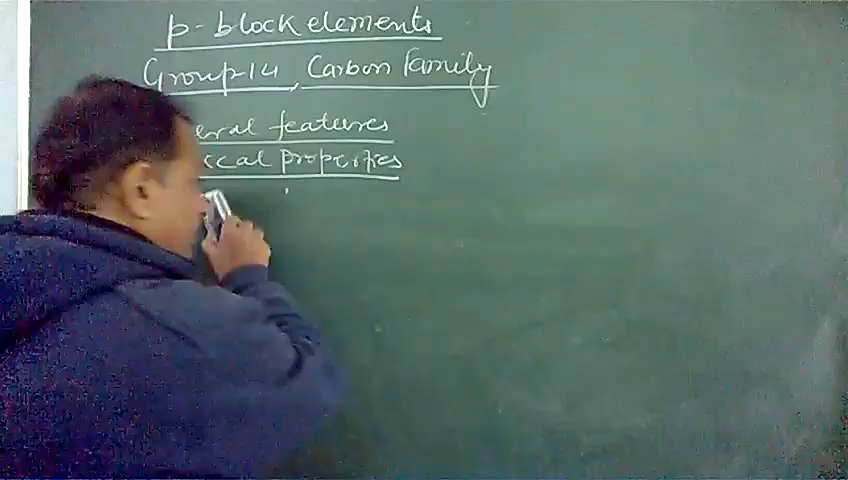 p-block elements
Group-14, Carbon Family
eral features
ical properties